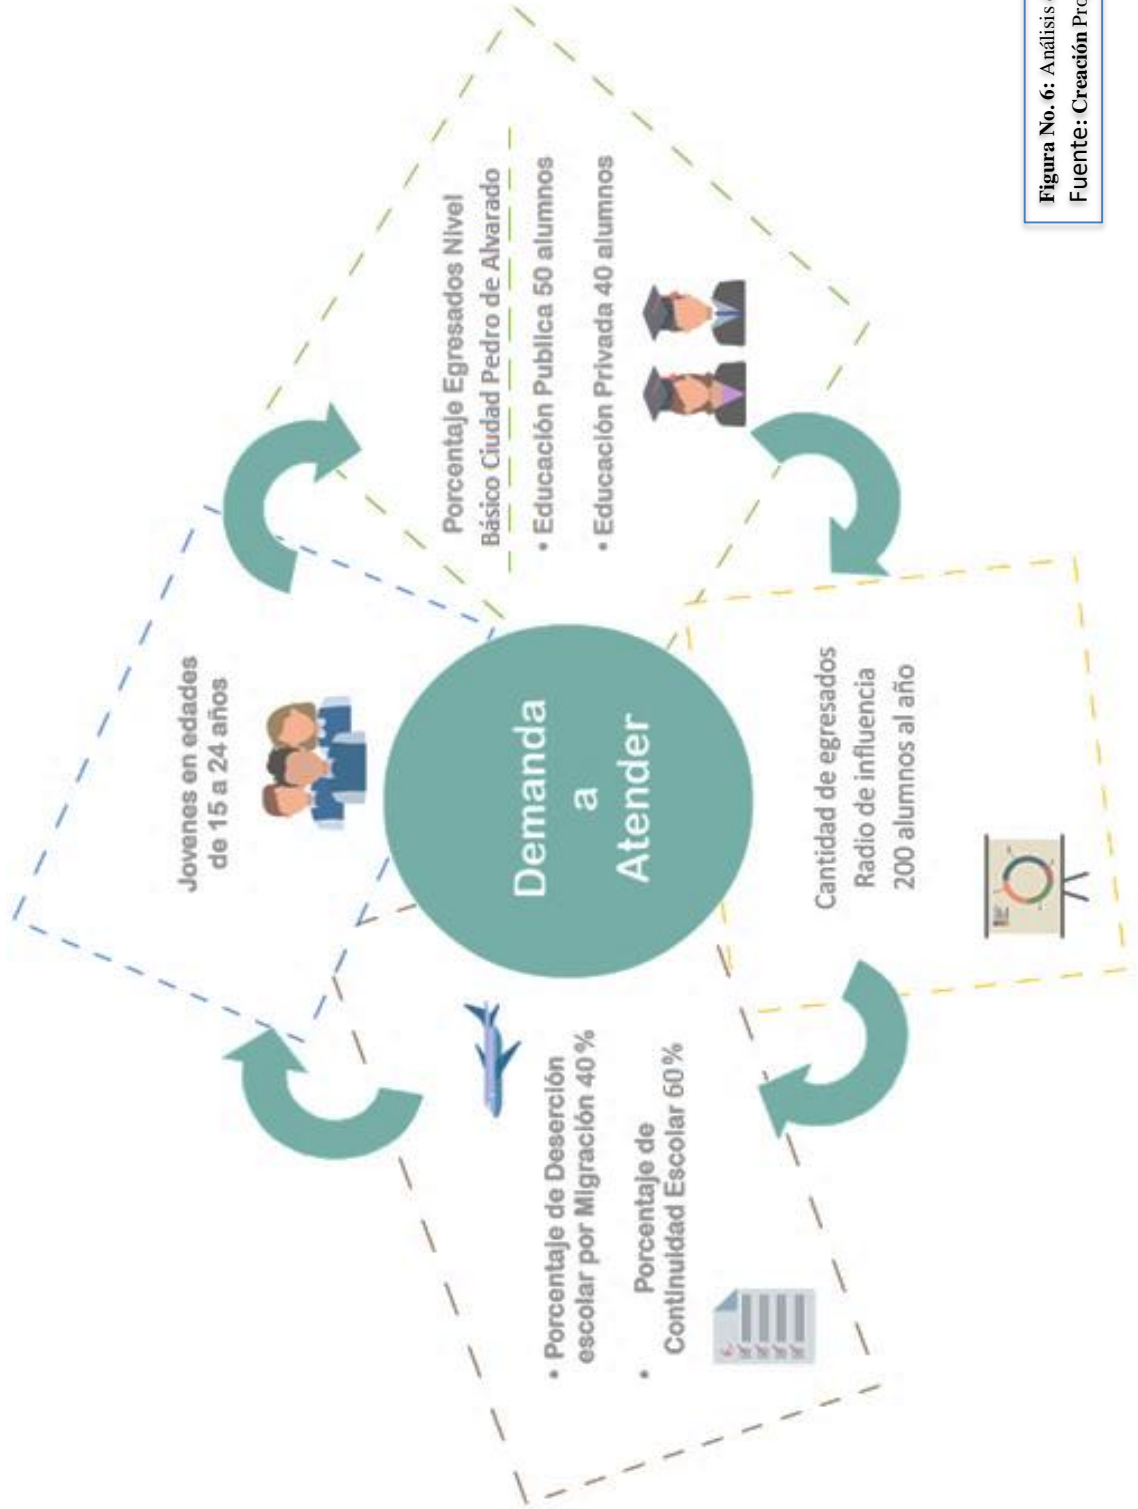 Jovenes en edades
de 15 a 24 años
Porcentaje Egresados Nivel
Básico Ciudad Pedro de Alvarado
• Educación Publica 50 alumnos
• Educación Privada 40 alumnos
Demanda
a
Atender
Cantidad de egresados
Radio de influencia
200 alumnos al año
• Porcentaje de Deserción
escolar por Migración 40%
• Porcentaje de
Continuidad Escolar 60%
Figura No. 6: Análisis
Fuente: Creación